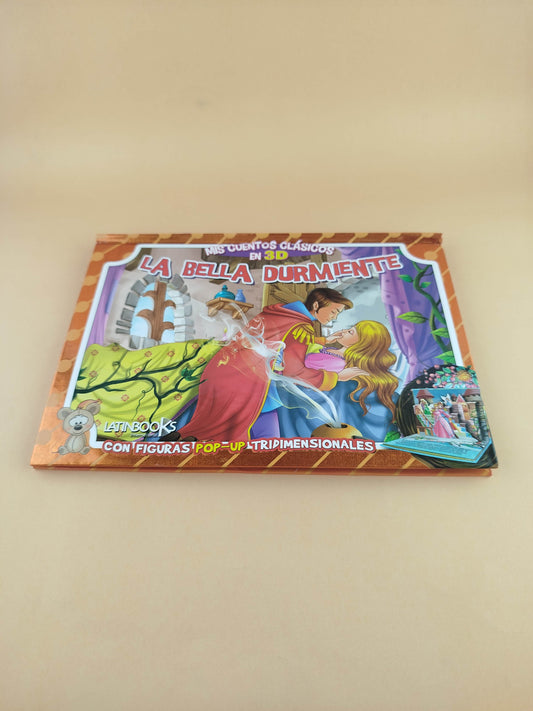 MIS CUENTOS CLÁSICOS
EN 3D
LA BELLA DURMIENTE
LATINBOOKS
CON FIGURAS POP-UP TRIDIMENSIONALES